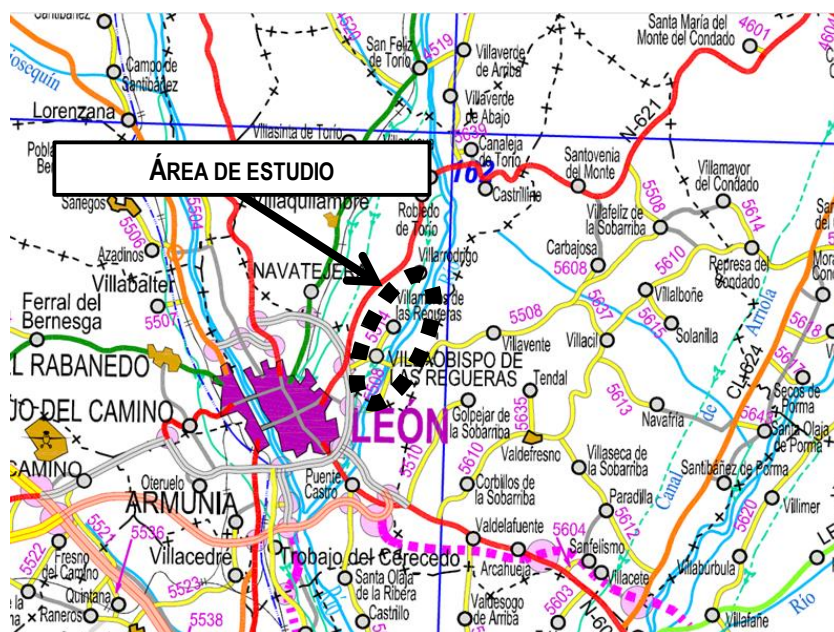 Santibáñez
4520
4519
San Feliz
de Torío
Villaverde
de Arriba
Santa María del
Monte del Condado
4601
Campo de
Santibáñez
Lorenzana
Villaverde
de Abajo
N-621
Villasinta de Torío
5639
Canaleja
de Torío
ÁREA DE ESTUDIO
162
Castrillino
Santovenia
del Monte
Villamayor
del Condado
Villaquilambre
Robledo
de Torío
5504
5506
Azadinos
Villafeliz de
la Sobarriba
5508
5614
Villarrodrigo
Carbajosa
5608
5610
Represa del
Condado
NAVATEJERA
Villabalter
5507
Ferral del
Bernesga
las Regueras
5514
5508
5637
Villalboñe
5615
Solanilla
Arriola
5618
Villavente
Villacil
EL RABANEDO
VILLAOBISPO DE
LAS REGUERAS
5509
Tendal
5613
CL-624
5617
Secos de
Porma
JO DEL CAMINO
LEÓN
Golpejar de
la Sobarriba
5635
Navafría
de
5642
Santa Olaja
de Porma
5510
5610
Valdefresno
CAMINO
Oteruelo
Puente
Castro
Corbillos de
la Sobarriba
Villaseca de
la Sobarriba
Canal
Santibáñez de Porma
ARMUNIA
Paradilla
5612
Villimer
5620
5521
5536
5522
Fresno
del Camino
Villacedré
Trobajo del Cerecedo
Valdelafuente
5604
Arcahueja
Sanfelismo
Villacete
Villaburbula
5523
Quintana
Raneros
5538
Santa Olaja
de la Ribera
Castrillo
Valdesogo
de Arriba
5603
Villafañe
Río